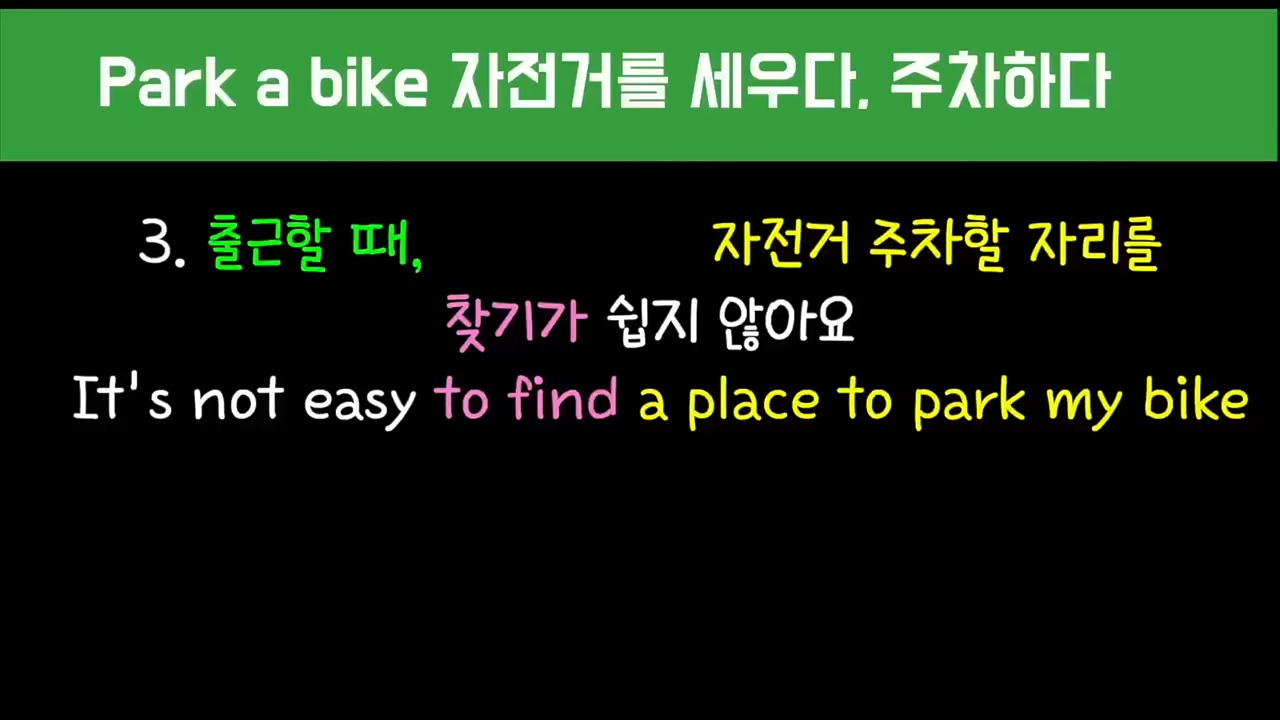 Park a bike 자전거를 세우다, 주차하다
3. 출근할 때, 자전거 주차할 자리를
찾기가 쉽지 않아요
It's not easy to find a place to park my bike